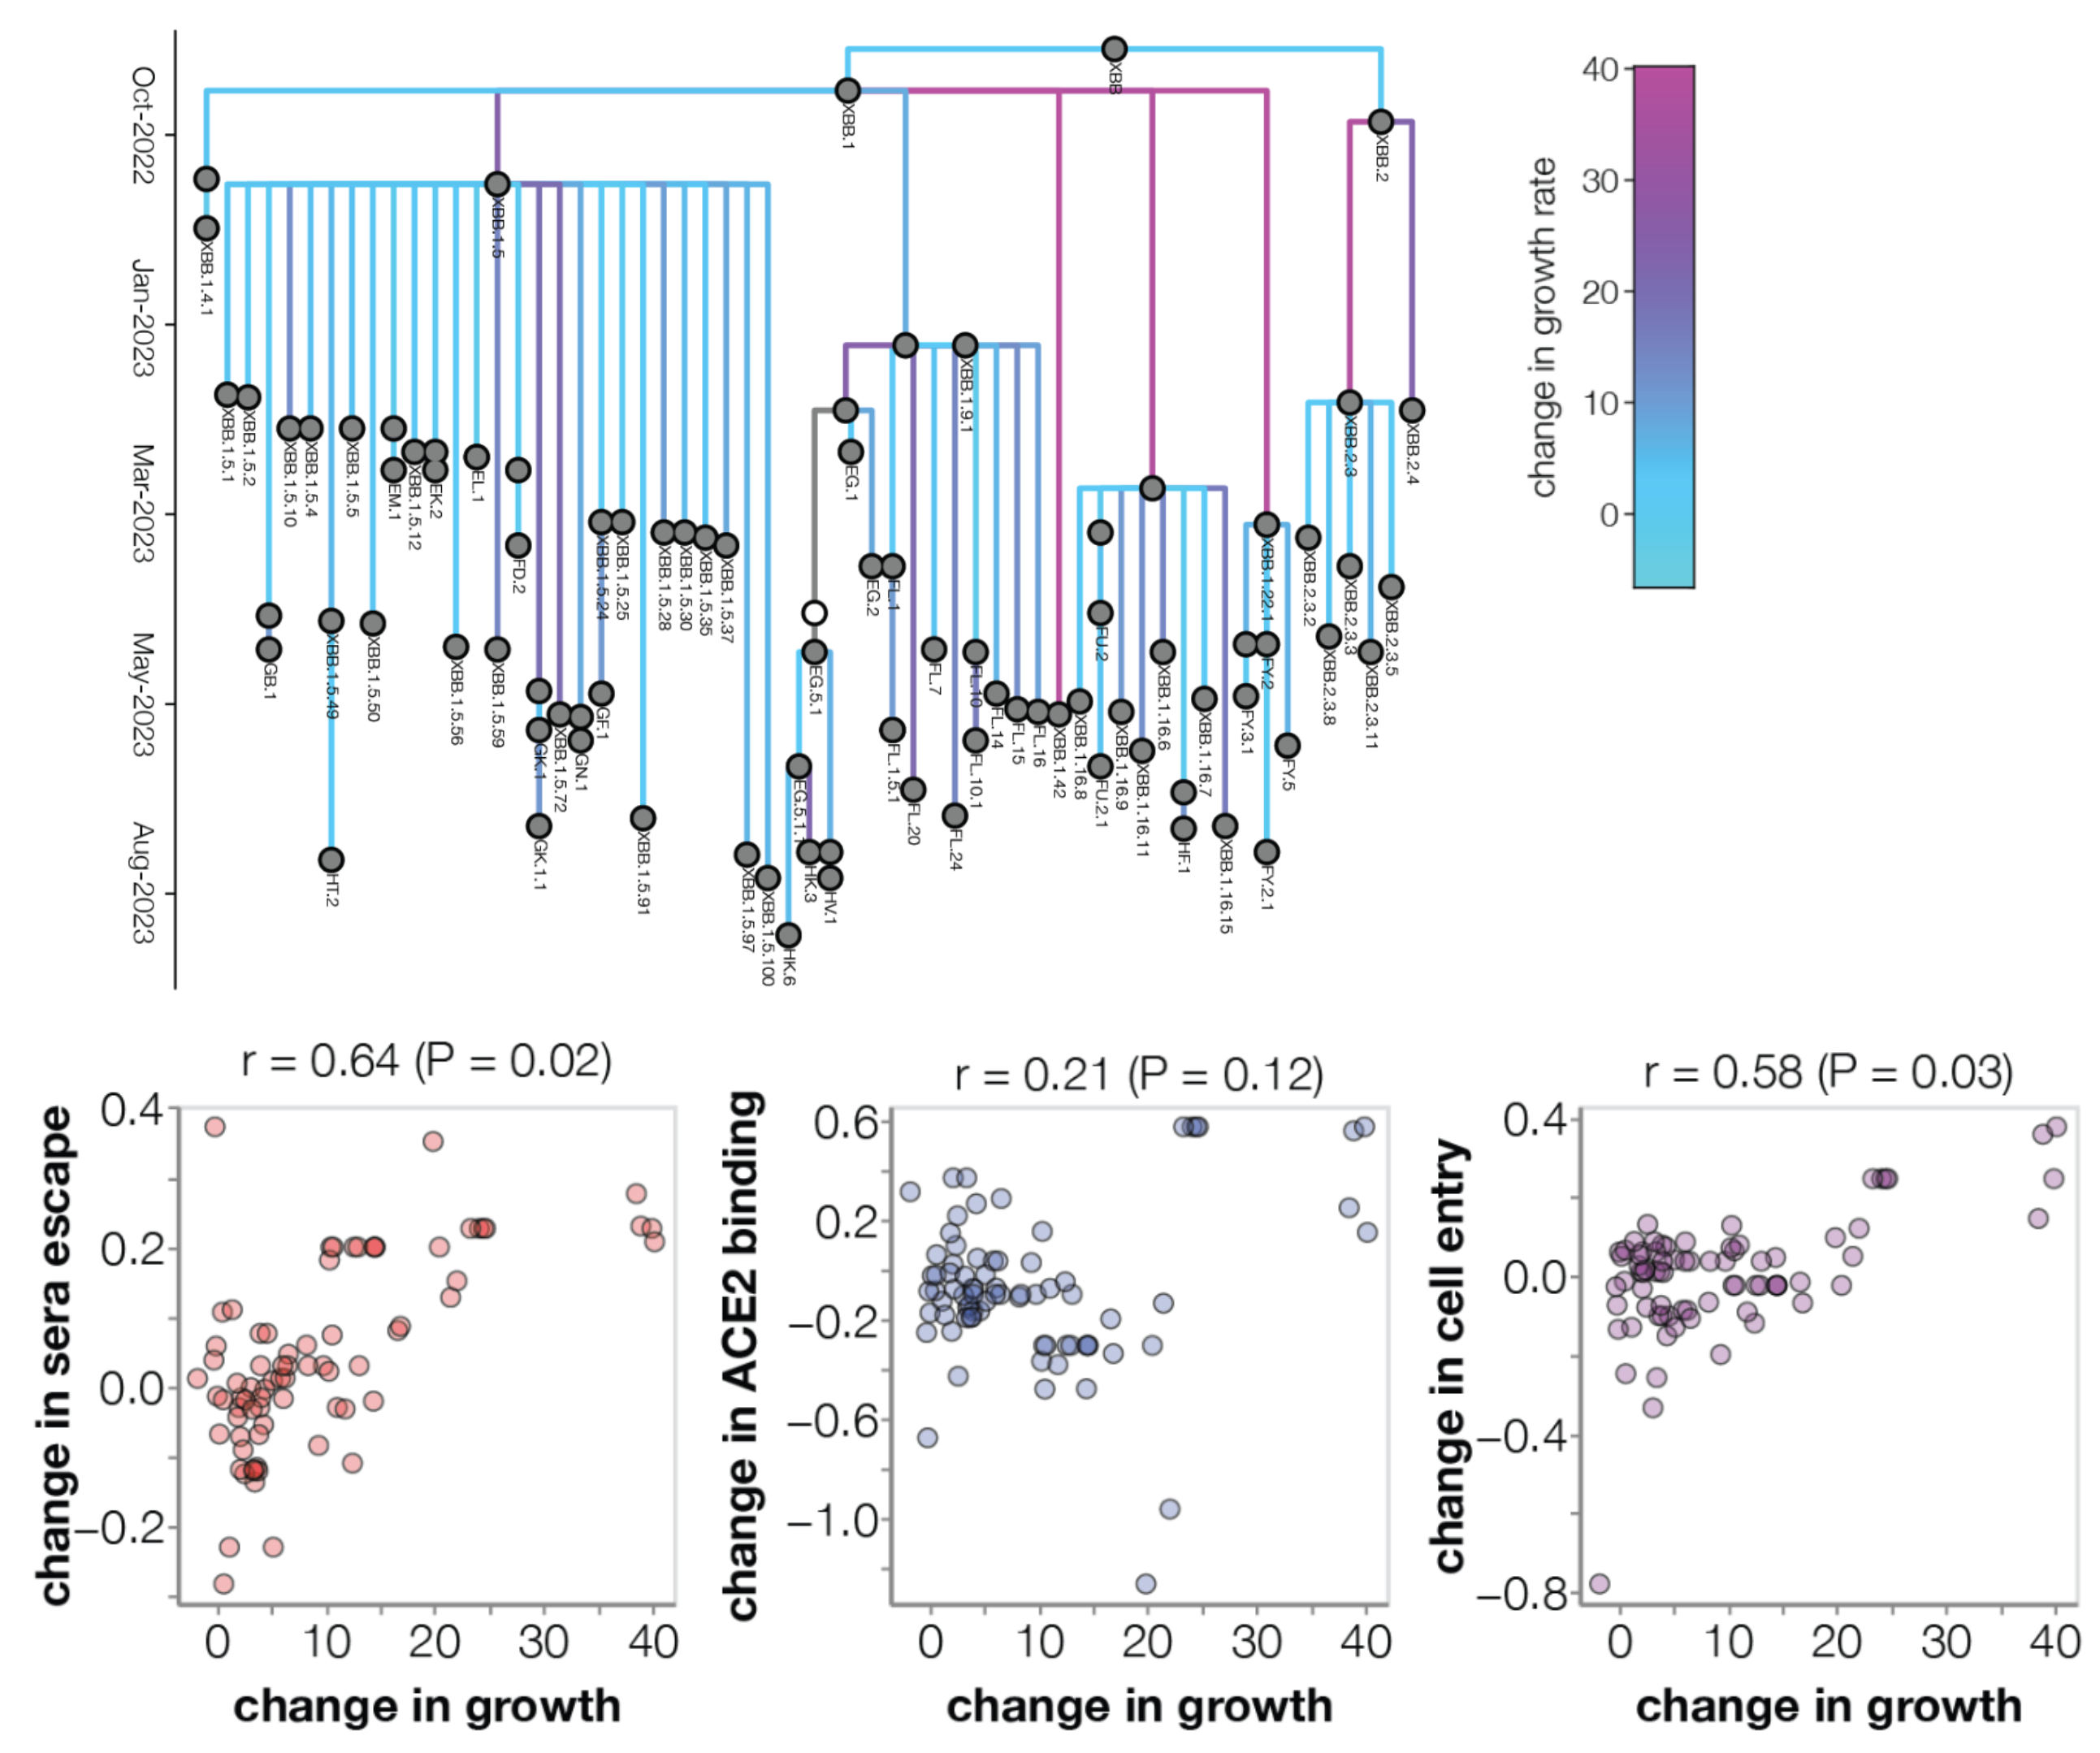 XBB
XBB.1
XBB.2
Oct-2022
Jan-2023
Mar-2023
May-2023
Aug-2023
XBB.1.5
XBB.1.4.1
XBB.1.9.1
XBB.1.5.1
XBB.1.5.2
XBB.1.5.10
XBB.1.5.4
XBB.1.5.5
EM.1
XBB.1.5.12
EK.2
EL.1
FD.2
XBB.1.5.24
XBB.1.5.25
XBB.1.5.28
XBB.1.5.30
XBB.1.5.35
XBB.1.5.37
EG.1
EG.2
FL.1
XBB.2.3
XBB.2.4
XBB.1.22.1
XBB.2.3.2
XBB.2.3.3
XBB.2.3.5
XBB.2.3.8
XBB.2.3.11
GB.1
XBB.1.5.49
XBB.1.5.50
XBB.1.5.56
XBB.1.5.59
GK.1
XBB.1.5.72
GN.1
GF.1
EG.5.1
FL.7
FL.10
FL.14
FL.15
FL.16
XBB.1.42
XBB.1.16.8
FU.2
FU.2.1
XBB.1.16.9
XBB.1.16.6
XBB.1.16.11
XBB.1.16.7
FY.2
FY.3.1
FY.5
HT.2
GK.1.1
XBB.1.5.91
XBB.1.5.97
XBB.1.5.100
HK.6
EG.5.1.1
HK.3
HV.1
FL.1.5.1
FL.20
FL.24
FL.10.1
HF.1
XBB.1.16.15
FY.2.1
40
30
20
10
0
change in growth rate
r = 0.64 (P = 0.02)
0.4
0.2
0.0
−0.2
change in sera escape
0 10 20 30 40
change in growth
r = 0.21 (P = 0.12)
0.6
0.2
−0.2
−0.6
−1.0
change in ACE2 binding
0 10 20 30 40
change in growth
r = 0.58 (P = 0.03)
0.4
0.0
−0.4
−0.8
change in cell entry
0 10 20 30 40
change in growth